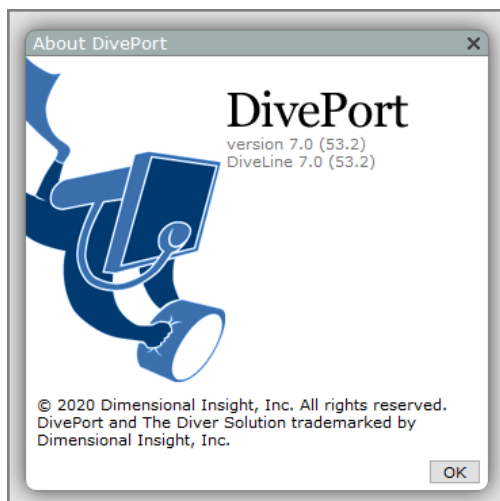 About DivePort
DivePort
version 7.0 (53.2)
DiveLine 7.0 (53.2)
© 2020 Dimensional Insight, Inc. All rights reserved.
DivePort and The Diver Solution trademarked by
Dimensional Insight, Inc.
OK